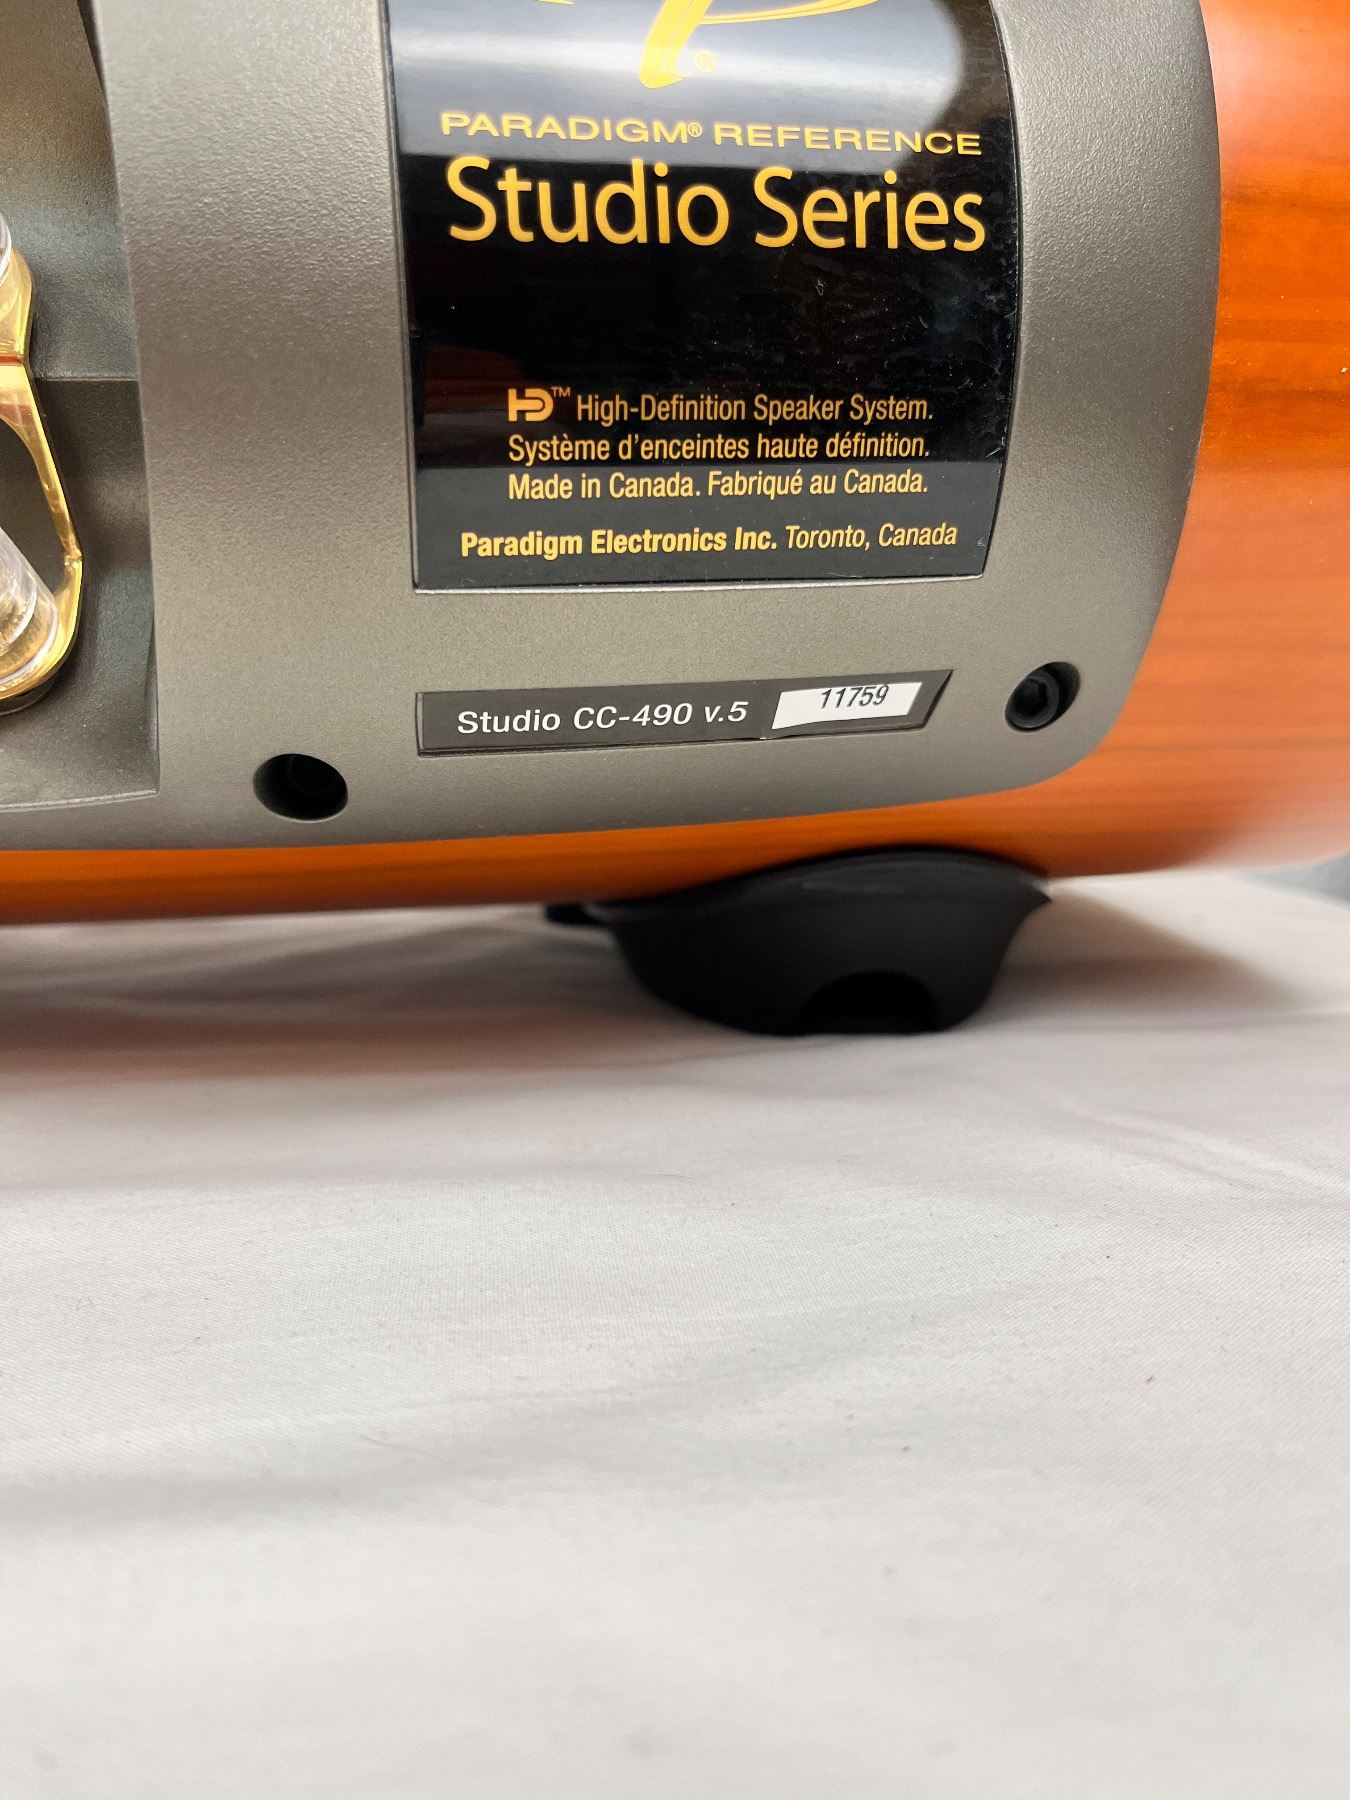 PARADIGM® REFERENCE
Studio Series
HD™ High-Definition Speaker System.
Système d'enceintes haute définition.
Made in Canada. Fabriqué au Canada.
Paradigm Electronics Inc. Toronto, Canada
Studio CC-490 v.5 11759